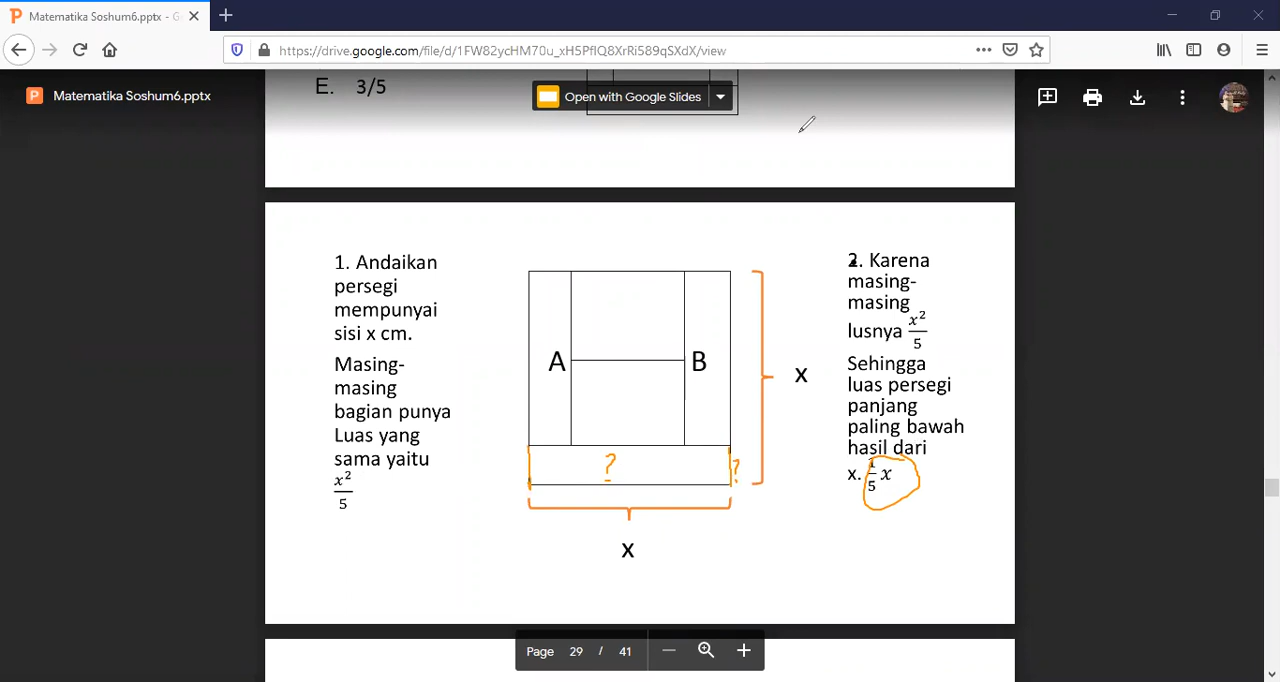 Matematika Soshum6.pptx - G
https://drive.google.com/file/d/1FW82ycHM70u_xH5PflQ8XrRi589qSXdX/view
Matematika Soshum6.pptx
E. 3/5
Open with Google Slides
1. Andaikan
persegi
mempunyai
sisi x cm.
Masing-
masing
bagian punya
Luas yang
sama yaitu
x²/5
A
B
?
?
x
x
2. Karena
masing-
masing
lusnya x²/5
Sehingga
luas persegi
panjang
paling bawah
hasil dari
x. 1/5 x
Page 29 / 41